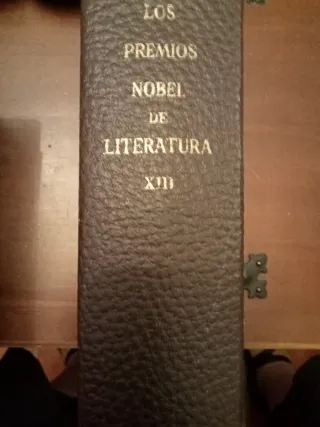 LOS
PREMIOS
NOBEL
DE
LITERATURA
XIII